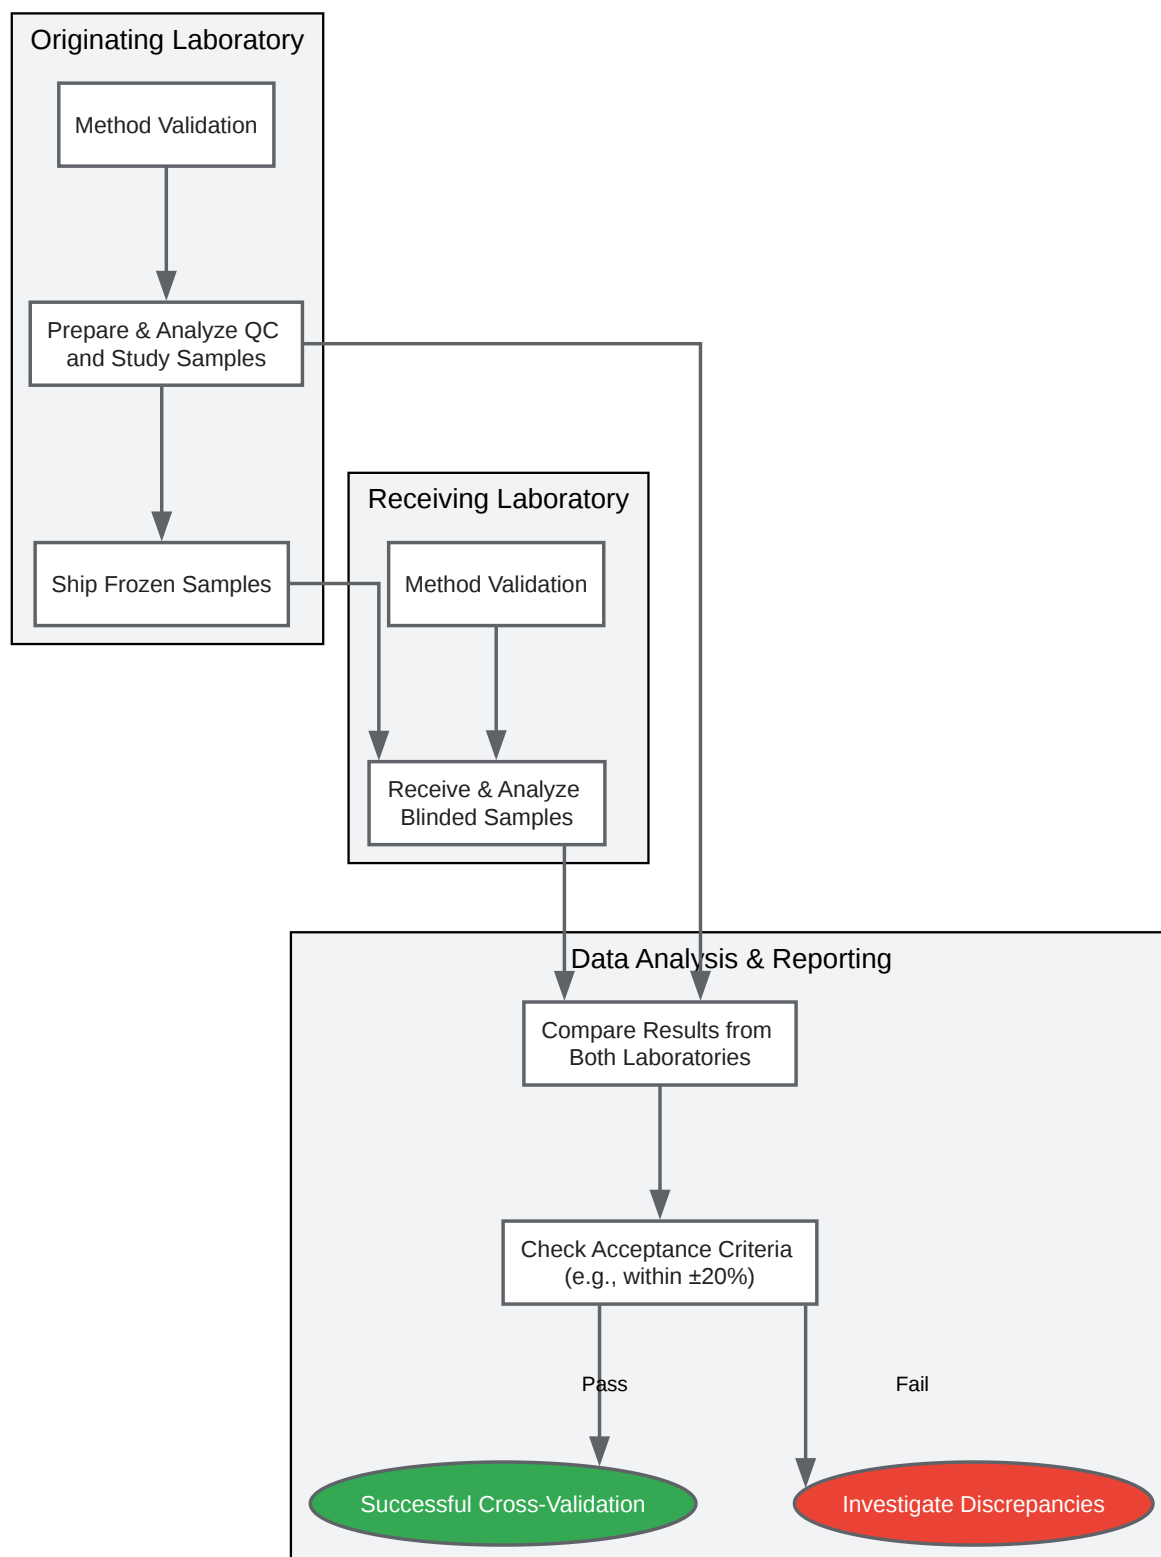 Originating Laboratory
Method Validation
Prepare & Analyze QC
and Study Samples
Ship Frozen Samples
Receiving Laboratory
Method Validation
Receive & Analyze
Blinded Samples
Data Analysis & Reporting
Compare Results from
Both Laboratories
Check Acceptance Criteria
(e.g., within ±20%)
Pass
Fail
Successful Cross-Validation
Investigate Discrepancies